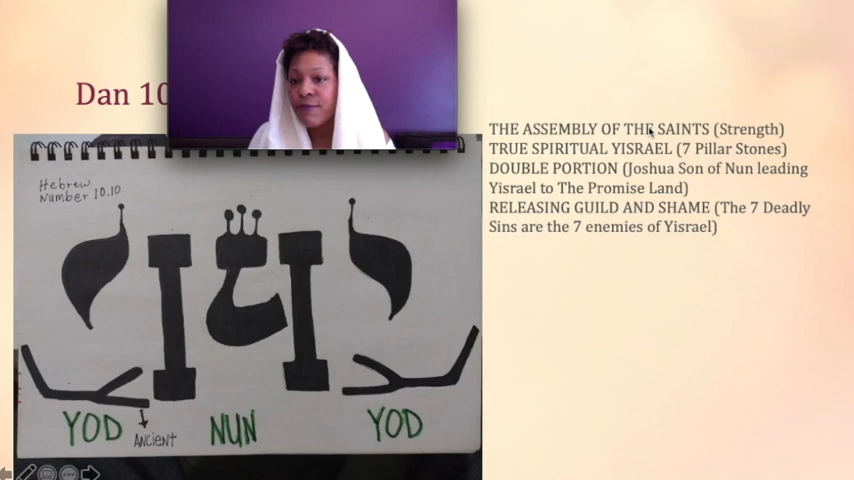 Dan 10
THE ASSEMBLY OF THE SAINTS (Strength)
TRUE SPIRITUAL YISRAEL (7 Pillar Stones)
DOUBLE PORTION (Joshua Son of Nun leading
Yisrael to The Promise Land)
RELEASING GUILD AND SHAME (The 7 Deadly
Sins are the 7 enemies of Yisrael)
Hebrew
Number 10.10
YOD NUN YOD
Ancient